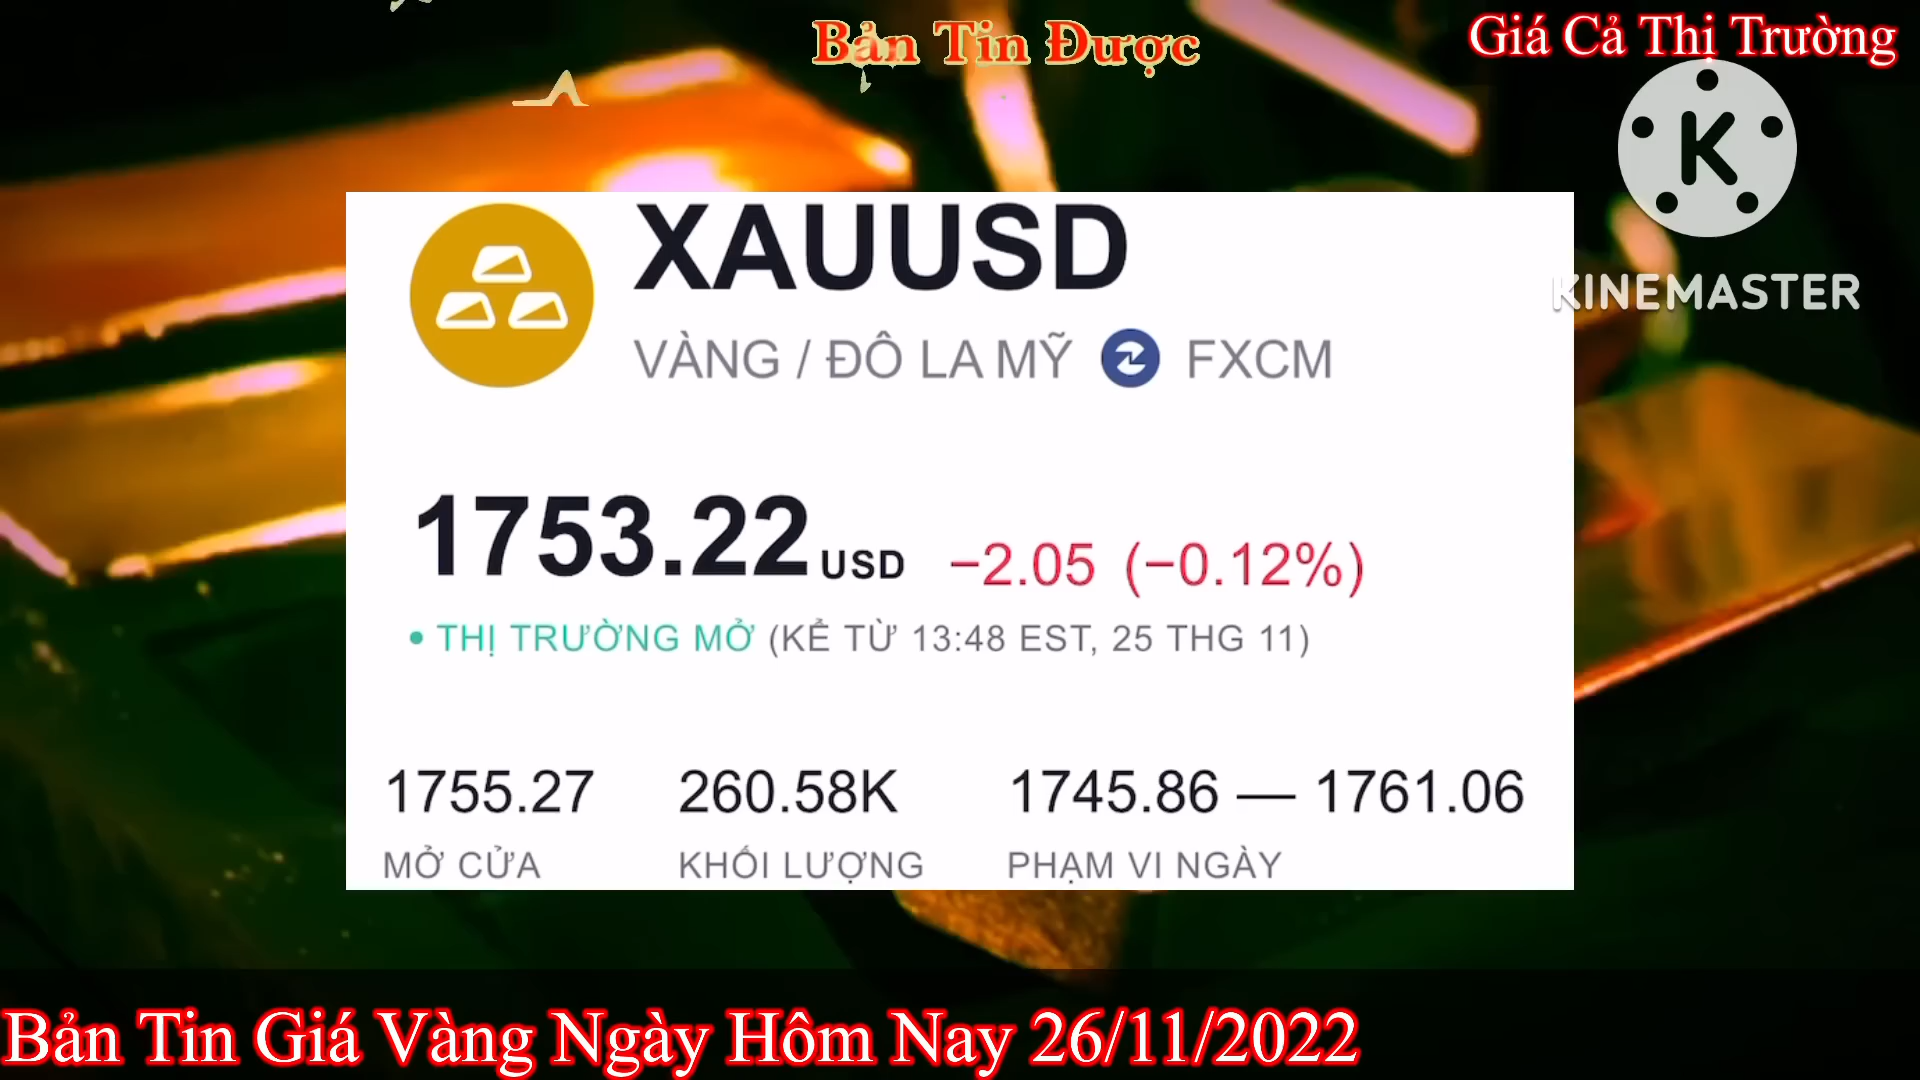 Bản Tin Được
Giá Cả Thị Trường
K
KINEMASTER
XAUUSD
VÀNG / ĐÔ LA MỸ FXCM
1753.22 USD −2.05 (−0.12%)
• THỊ TRƯỜNG MỞ (KỂ TỪ 13:48 EST, 25 THG 11)
1755.27 260.58K 1745.86 — 1761.06
MỞ CỬA KHỐI LƯỢNG PHẠM VI NGÀY
Bản Tin Giá Vàng Ngày Hôm Nay 26/11/2022